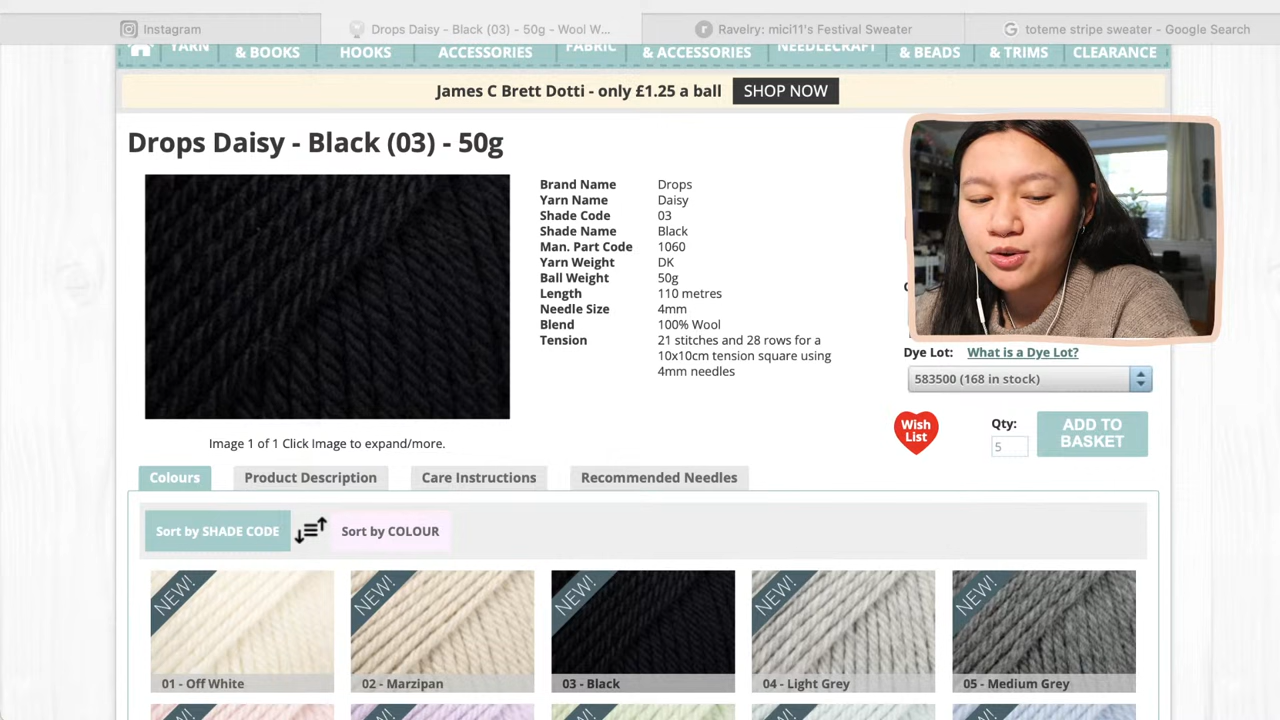 Instagram
Drops Daisy - Black (03) - 50g - Wool W...
Ravelry: mici11's Festival Sweater
toteme stripe sweater - Google Search
YARN
& BOOKS
HOOKS
ACCESSORIES
FABRIC
& ACCESSORIES
NEEDLECRAFT
& BEADS
& TRIMS
CLEARANCE
James C Brett Dotti - only £1.25 a ball
SHOP NOW
Drops Daisy - Black (03) - 50g
Brand Name Drops
Yarn Name Daisy
Shade Code 03
Shade Name Black
Man. Part Code 1060
Yarn Weight DK
Ball Weight 50g
Length 110 metres
Needle Size 4mm
Blend 100% Wool
Tension 21 stitches and 28 rows for a
10x10cm tension square using
4mm needles
Dye Lot: What is a Dye Lot?
583500 (168 in stock)
Wish
List
Qty:
5
ADD TO
BASKET
Image 1 of 1 Click Image to expand/more.
Colours
Product Description
Care Instructions
Recommended Needles
Sort by SHADE CODE
Sort by COLOUR
NEW!
NEW!
NEW!
NEW!
NEW!
01 - Off White
02 - Marzipan
03 - Black
04 - Light Grey
05 - Medium Grey